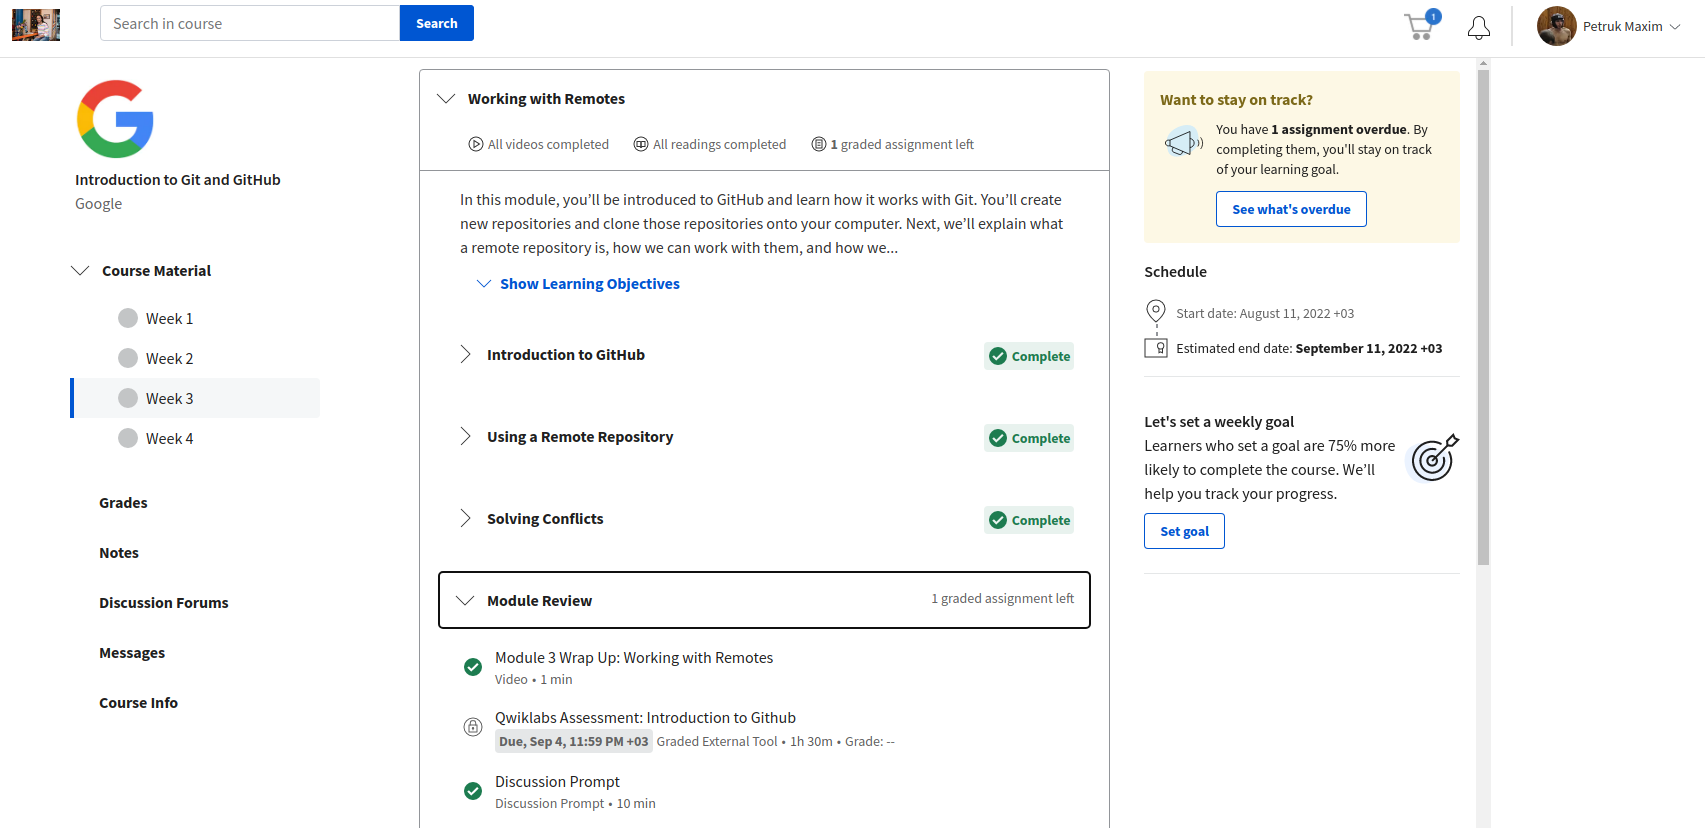 Search in course
Search
1
Petruk Maxim
Introduction to Git and GitHub
Google
Course Material
Week 1
Week 2
Week 3
Week 4
Grades
Notes
Discussion Forums
Messages
Course Info
Working with Remotes
All videos completed All readings completed 1 graded assignment left
In this module, you’ll be introduced to GitHub and learn how it works with Git. You’ll create
new repositories and clone those repositories onto your computer. Next, we’ll explain what
a remote repository is, how we can work with them, and how we...
Show Learning Objectives
Introduction to GitHub Complete
Using a Remote Repository Complete
Solving Conflicts Complete
Module Review 1 graded assignment left
Module 3 Wrap Up: Working with Remotes
Video • 1 min
Qwiklabs Assessment: Introduction to Github
Due, Sep 4, 11:59 PM +03 Graded External Tool • 1h 30m • Grade: --
Discussion Prompt
Discussion Prompt • 10 min
Want to stay on track?
You have 1 assignment overdue. By
completing them, you'll stay on track
of your learning goal.
See what's overdue
Schedule
Start date: August 11, 2022 +03
Estimated end date: September 11, 2022 +03
Let's set a weekly goal
Learners who set a goal are 75% more
likely to complete the course. We’ll
help you track your progress.
Set goal